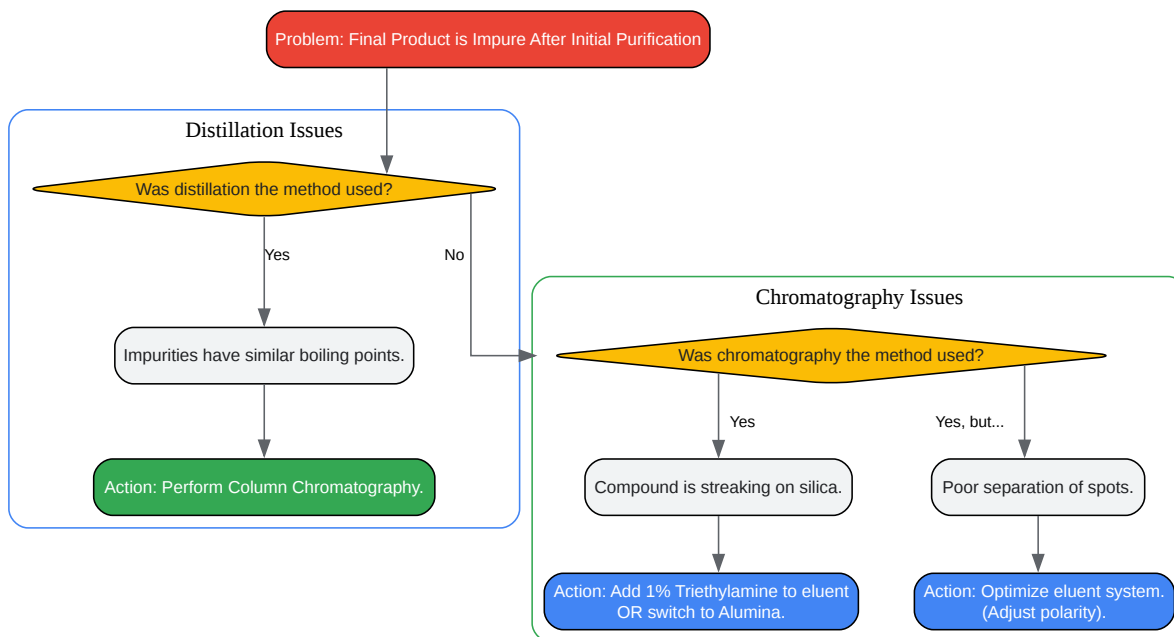 Problem: Final Product is Impure After Initial Purification
Distillation Issues
Was distillation the method used?
Yes
No
Impurities have similar boiling points.
Action: Perform Column Chromatography.
Chromatography Issues
Was chromatography the method used?
Yes
Yes, but...
Compound is streaking on silica.
Poor separation of spots.
Action: Add 1% Triethylamine to eluent
OR switch to Alumina.
Action: Optimize eluent system.
(Adjust polarity).